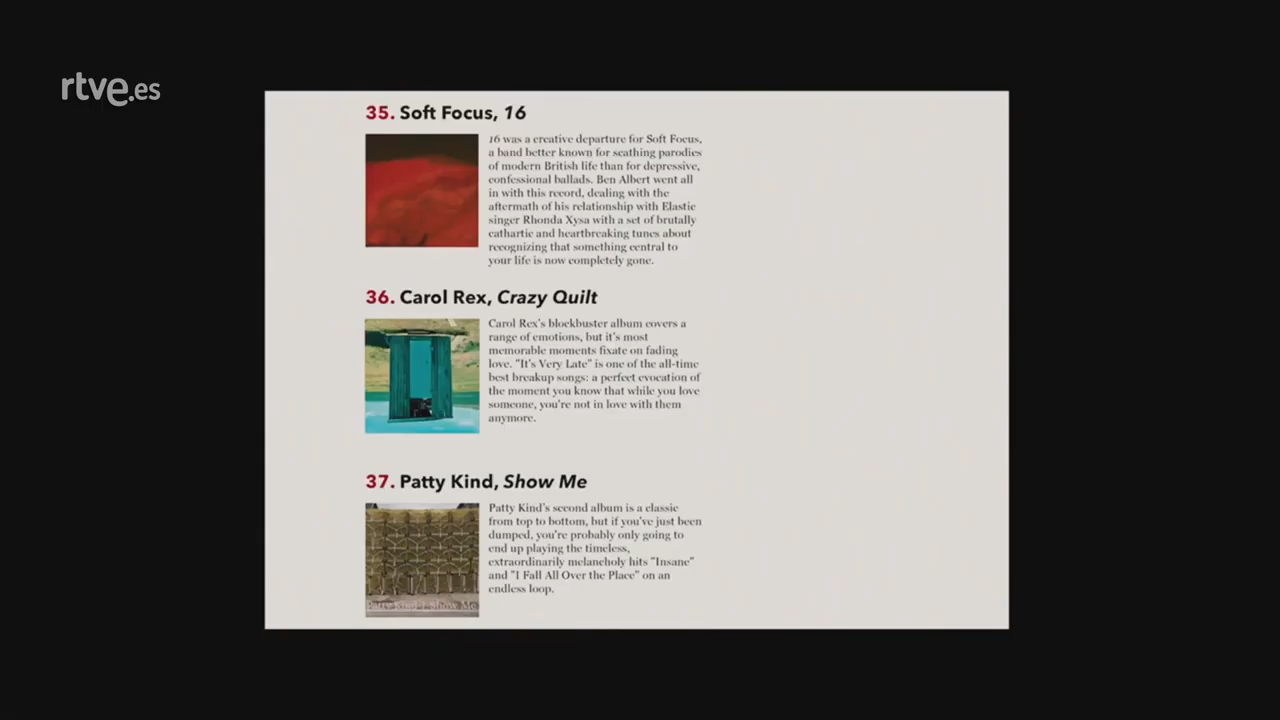 rtve.es
35. Soft Focus, 16
16 was a creative departure for Soft Focus,
a band better known for scathing parodies
of modern British life than for depressive,
confessional ballads. Ben Albert went all
in with this record, dealing with the
aftermath of his relationship with Elastic
singer Rhonda Xysa with a set of brutally
cathartic and heartbreaking tunes about
recognizing that something central to
your life is now completely gone.
36. Carol Rex, Crazy Quilt
Carol Rex's blockbuster album covers a
range of emotions, but it's most
memorable moments fixate on fading
love. "It's Very Late" is one of the all-time
best breakup songs: a perfect evocation of
the moment you know that while you love
someone, you're not in love with them
anymore.
37. Patty Kind, Show Me
Patty Kind's second album is a classic
from top to bottom, but if you've just been
dumped, you're probably only going to
end up playing the timeless,
extraordinarily melancholy hits "Insane"
and "I Fall All Over the Place" on an
endless loop.
Patty Kind | Show Me